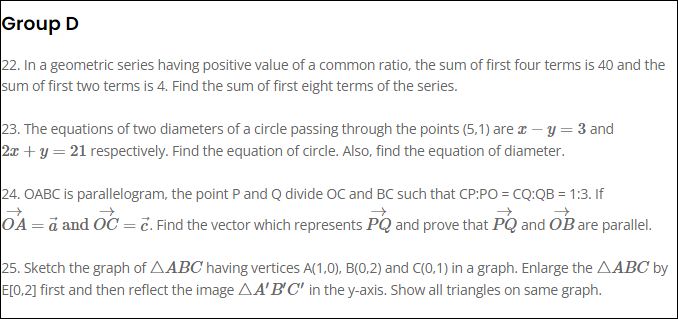 Group D
22. In a geometric series having positive value of a common ratio, the sum of first four terms is 40 and the
sum of first two terms is 4. Find the sum of first eight terms of the series.
23. The equations of two diameters of a circle passing through the points (5,1) are x − y = 3 and
2x + y = 21 respectively. Find the equation of circle. Also, find the equation of diameter.
24. OABC is parallelogram, the point P and Q divide OC and BC such that CP:PO = CQ:QB = 1:3. If
$\overrightarrow{OA} = \vec{a}$ and $\overrightarrow{OC} = \vec{c}$. Find the vector which represents $\overrightarrow{PQ}$ and prove that $\overrightarrow{PQ}$ and $\overrightarrow{OB}$ are parallel.
25. Sketch the graph of △ABC having vertices A(1,0), B(0,2) and C(0,1) in a graph. Enlarge the △ABC by
E[0,2] first and then reflect the image △A'B'C' in the y-axis. Show all triangles on same graph.